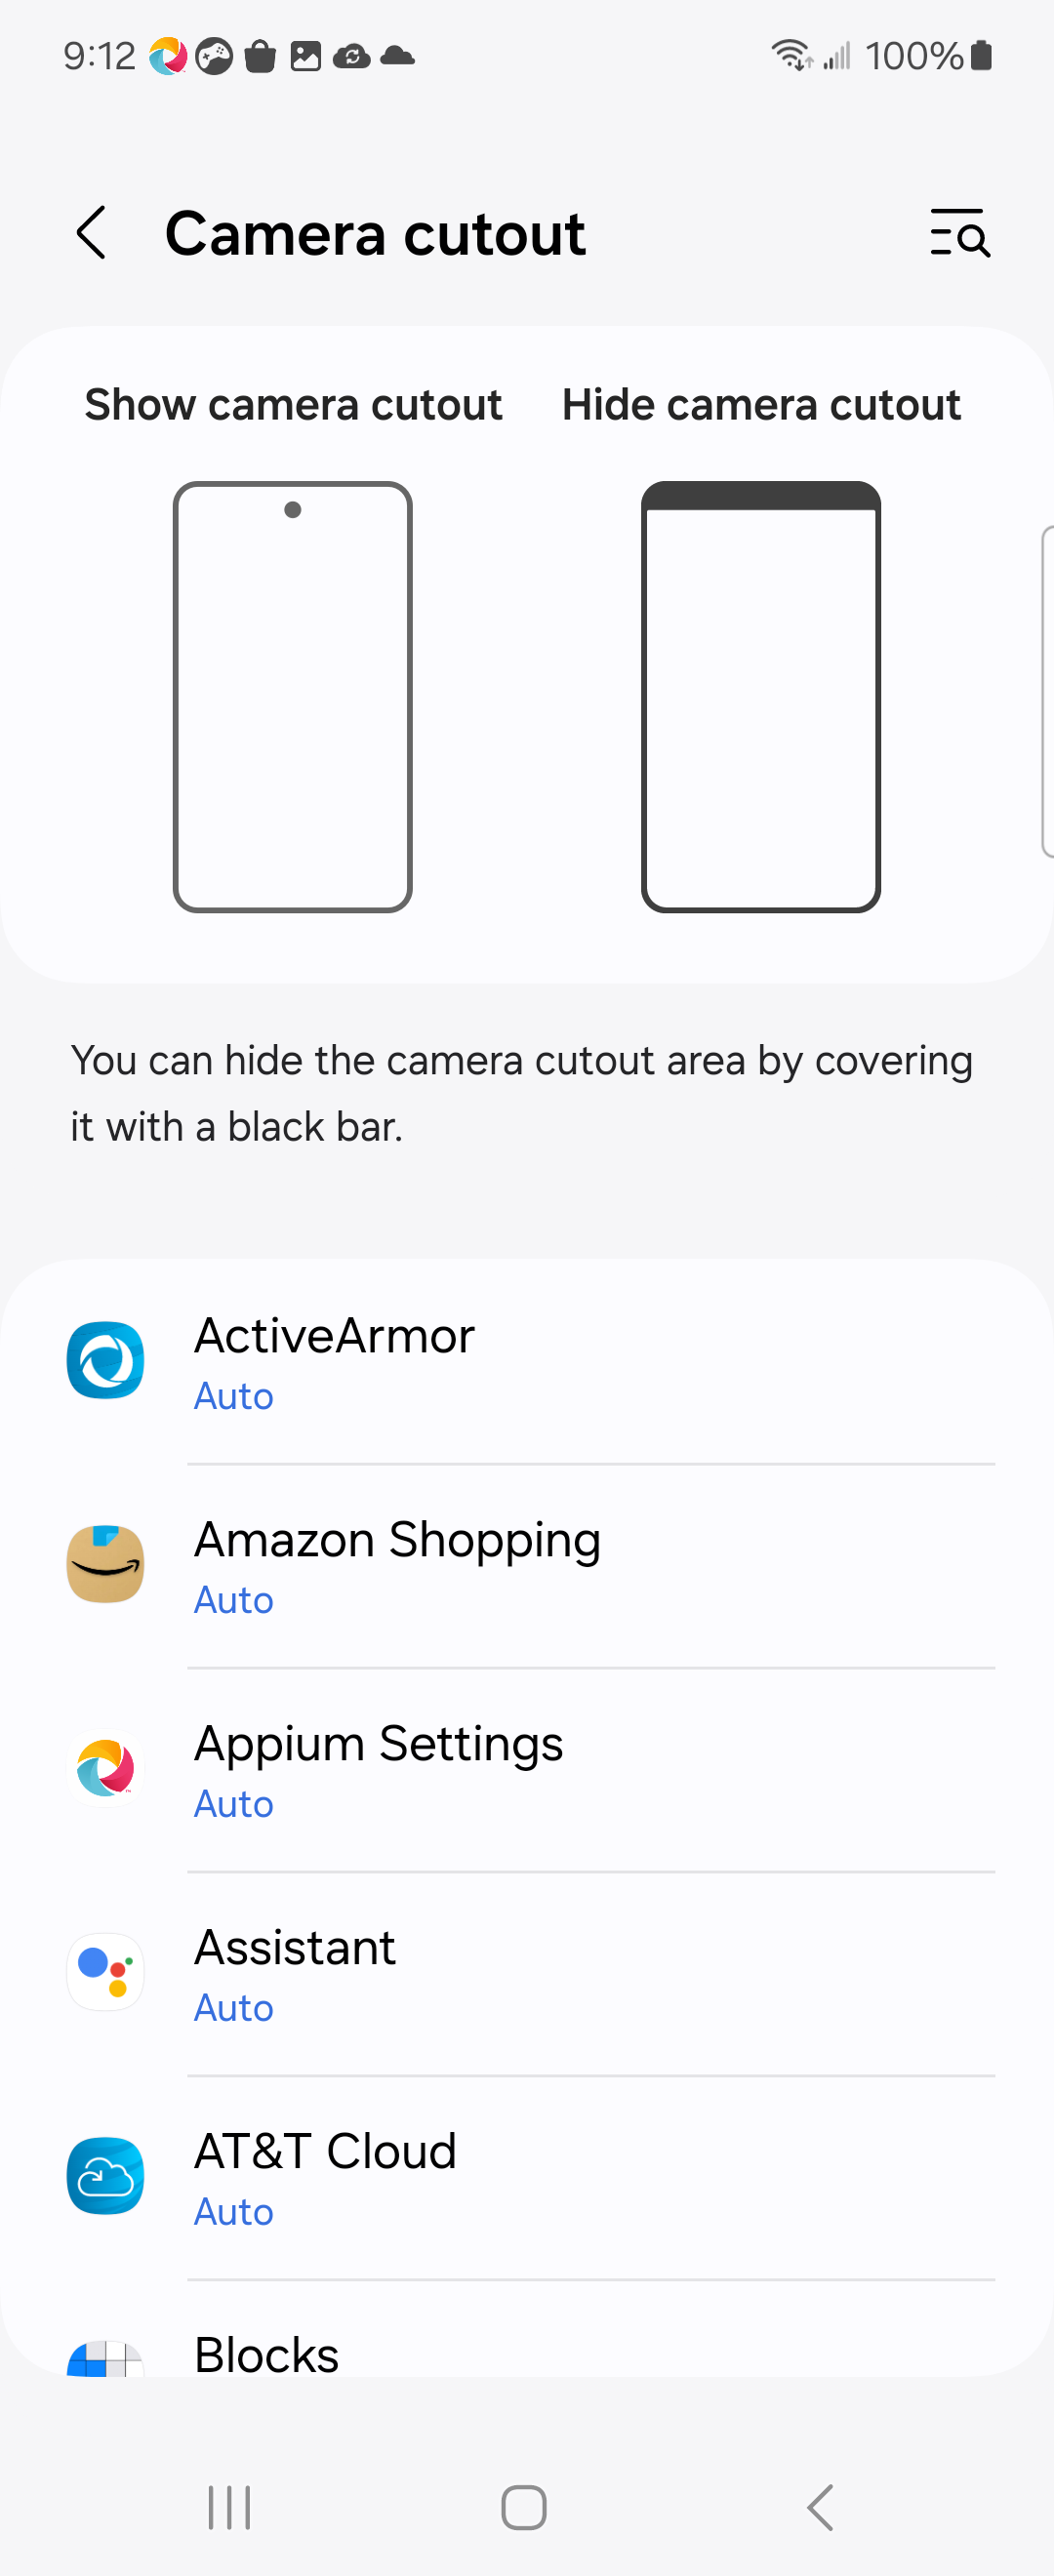 9:12
100%
Camera cutout
Show camera cutout
Hide camera cutout
You can hide the camera cutout area by covering
it with a black bar.
ActiveArmor
Auto
Amazon Shopping
Auto
Appium Settings
Auto
Assistant
Auto
AT&T Cloud
Auto
Blocks